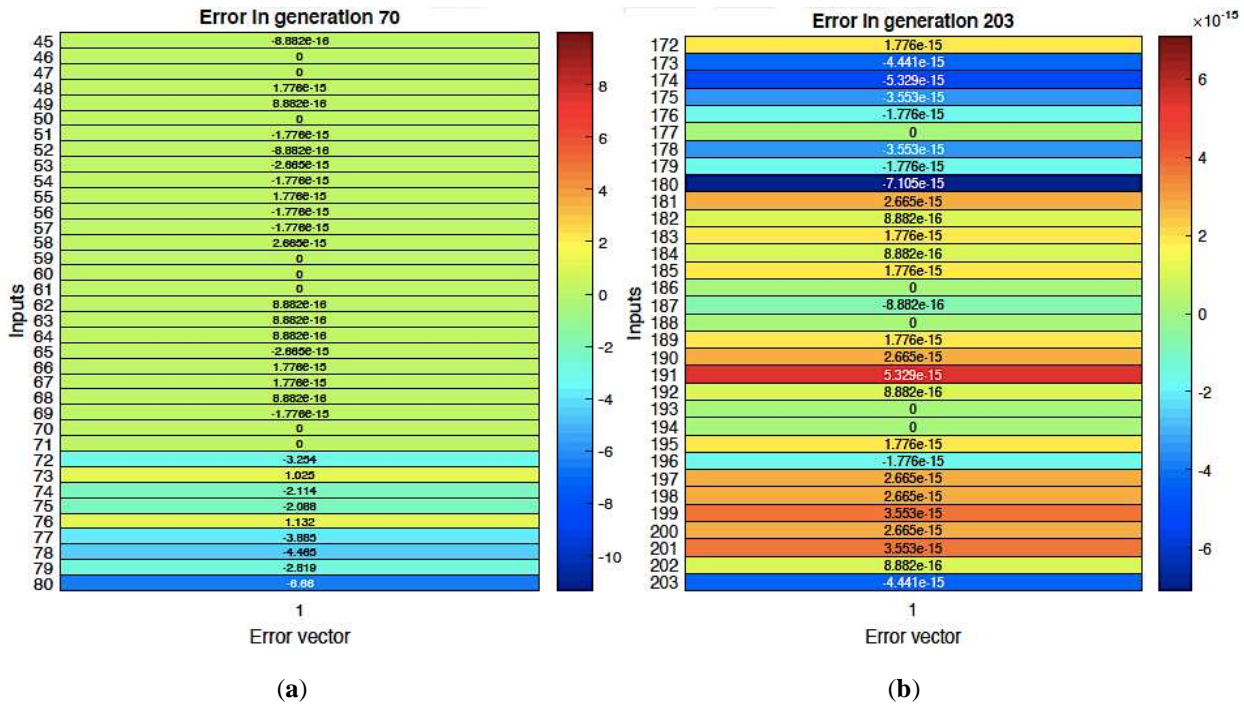 Error in generation 70
45 -8.882e-16
46 0
47 0
48 1.776e-15
49 8.882e-16
50 0
51 -1.776e-15
52 -8.882e-16
53 -2.665e-15
54 -1.776e-15
55 1.776e-15
56 -1.776e-15
57 -1.776e-15
58 2.665e-15
59 0
60 0
61 0
62 8.882e-16
63 8.882e-16
64 8.882e-16
65 -2.665e-15
66 1.776e-15
67 1.776e-15
68 8.882e-16
69 -1.776e-15
70 0
71 0
72 -3.254
73 1.025
74 -2.114
75 -2.088
76 1.132
77 -3.885
78 -4.465
79 -2.819
80 -6.66
Inputs
1
Error vector
8
6
4
2
0
-2
-4
-6
-8
-10
(a)
Error in generation 203
×10⁻¹⁵
172 1.776e-15
173 -4.441e-15
174 -5.329e-15
175 -3.553e-15
176 -1.776e-15
177 0
178 -3.553e-15
179 -1.776e-15
180 -7.105e-15
181 2.665e-15
182 8.882e-16
183 1.776e-15
184 8.882e-16
185 1.776e-15
186 0
187 -8.882e-16
188 0
189 1.776e-15
190 2.665e-15
191 5.329e-15
192 8.882e-16
193 0
194 0
195 1.776e-15
196 -1.776e-15
197 2.665e-15
198 2.665e-15
199 3.553e-15
200 2.665e-15
201 3.553e-15
202 8.882e-16
203 -4.441e-15
Inputs
1
Error vector
6
4
2
0
-2
-4
-6
(b)